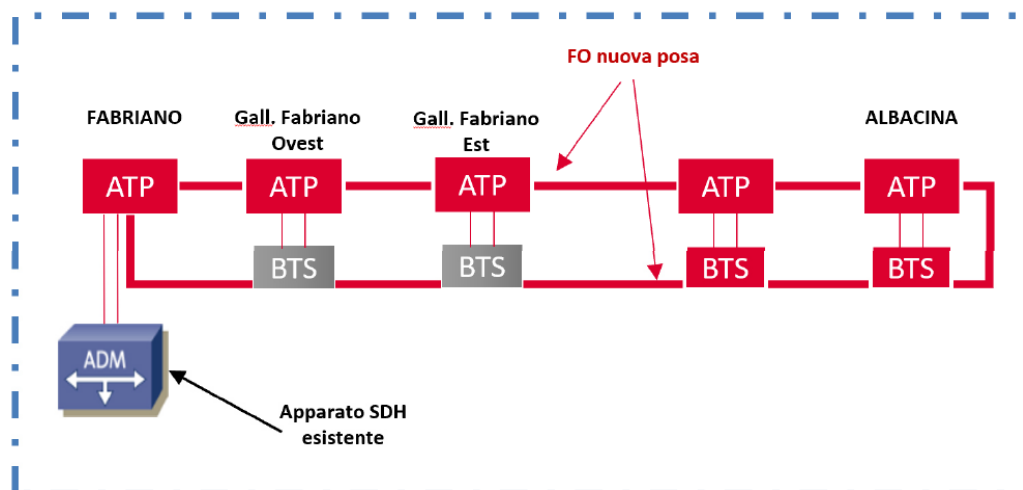 FO nuova posa
FABRIANO
Gall. Fabriano
Ovest
Gall. Fabriano
Est
ALBACINA
ATP
ATP
ATP
ATP
ATP
BTS
BTS
BTS
BTS
ADM
Apparato SDH
esistente